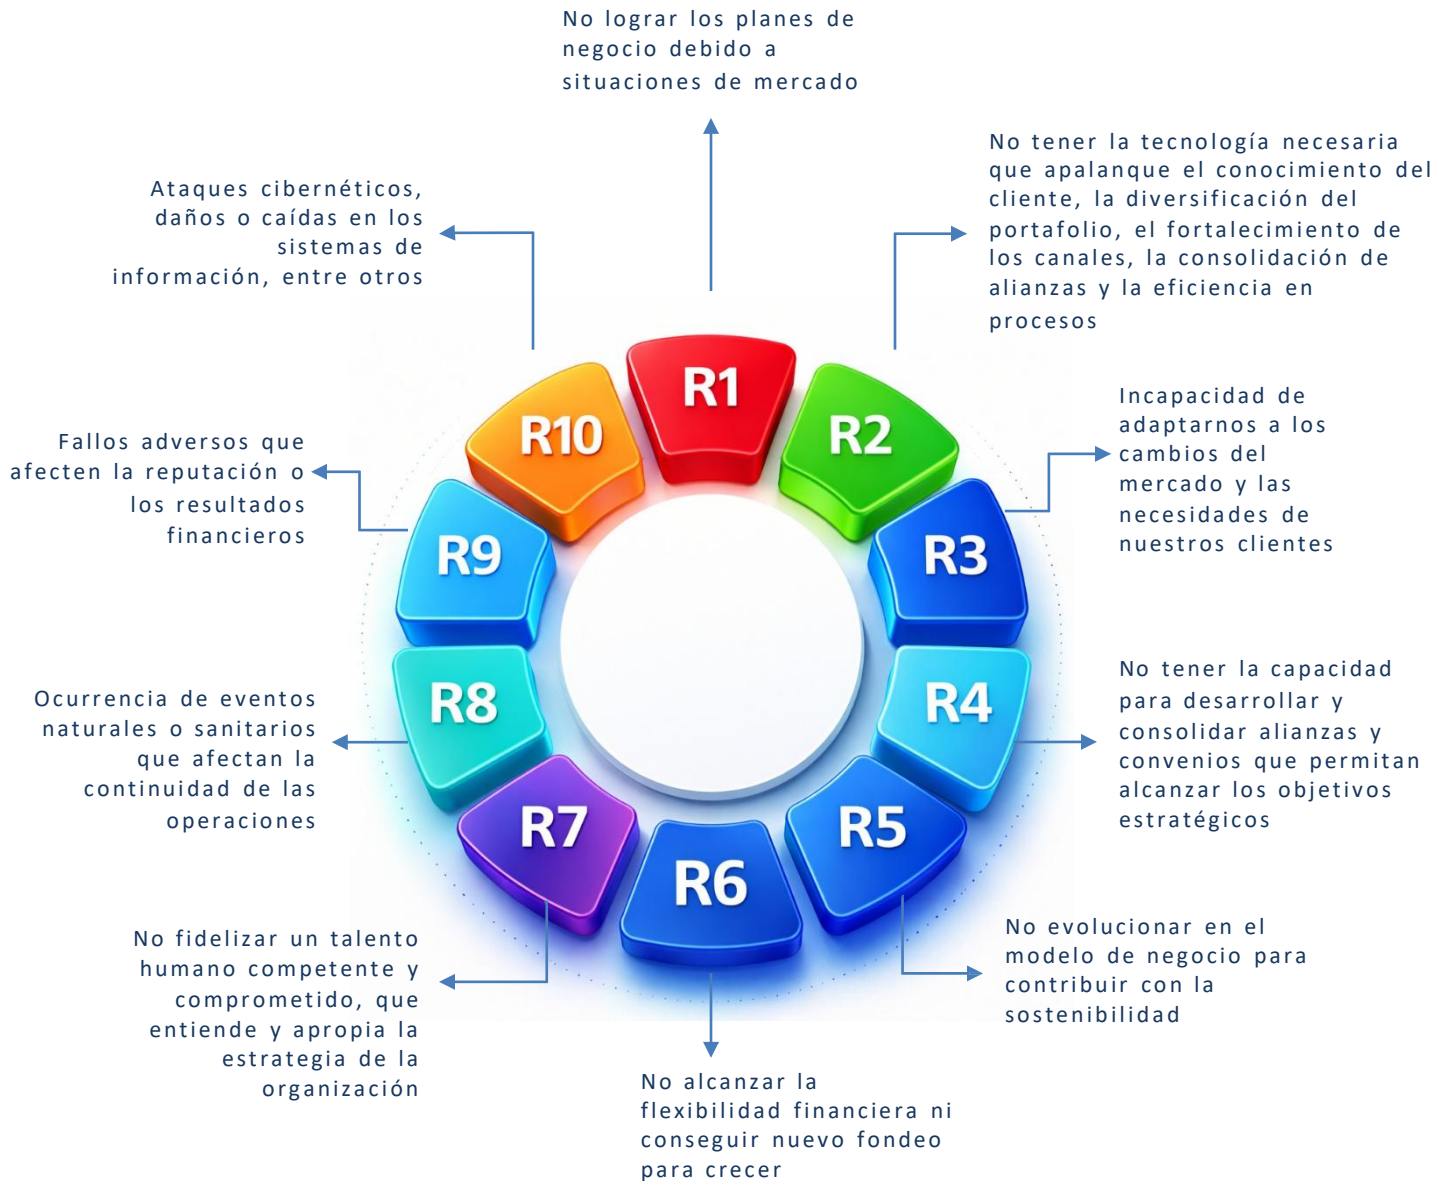 No lograr los planes de
negocio debido a
situaciones de mercado
No tener la tecnología necesaria
que apalanque el conocimiento del
cliente, la diversificación del
portafolio, el fortalecimiento de
los canales, la consolidación de
alianzas y la eficiencia en
procesos
Ataques cibernéticos,
daños o caídas en los
sistemas de
información, entre otros
R1
R10
R2
Incapacidad de
adaptarnos a los
cambios del
mercado y las
necesidades de
nuestros clientes
Fallos adversos que
afecten la reputación o
los resultados
financieros
R9
R3
No tener la capacidad
para desarrollar y
consolidar alianzas y
convenios que permitan
alcanzar los objetivos
estratégicos
Ocurrencia de eventos
naturales o sanitarios
que afectan la
continuidad de las
operaciones
R8
R4
R7
R5
R6
No evolucionar en el
modelo de negocio para
contribuir con la
sostenibilidad
No fidelizar un talento
humano competente y
comprometido, que
entiende y apropia la
estrategia de la
organización
No alcanzar la
flexibilidad financiera ni
conseguir nuevo fondeo
para crecer